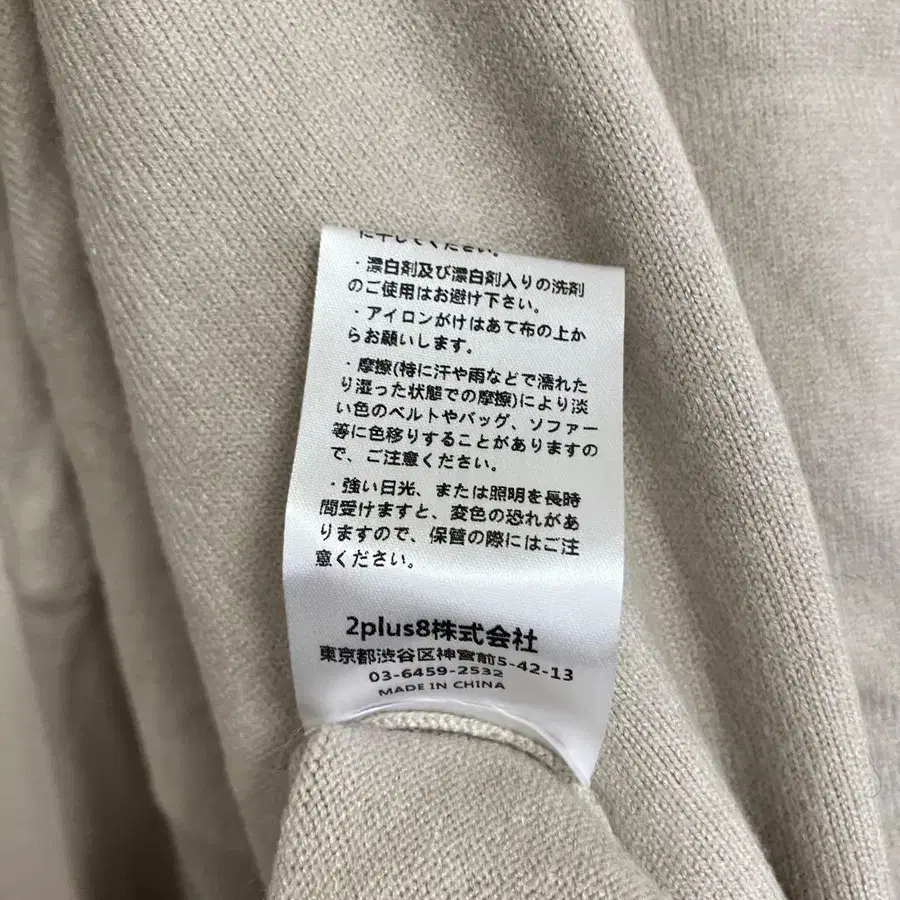 に干してください。
・漂白剤及び漂白剤入りの洗剤
のご使用はお避け下さい。
・アイロンがけはあて布の上か
らお願いします。
・摩擦(特に汗や雨などで濡れた
り湿った状態での摩擦)により淡
い色のベルトやバッグ、ソファー
等に色移りすることがありますの
で、ご注意ください。
・強い日光、または照明を長時
間受けますと、変色の恐れがあ
りますので、保管の際にはご注
意ください。
2plus8株式会社
東京都渋谷区神宮前5-42-13
03-6459-2532
MADE IN CHINA